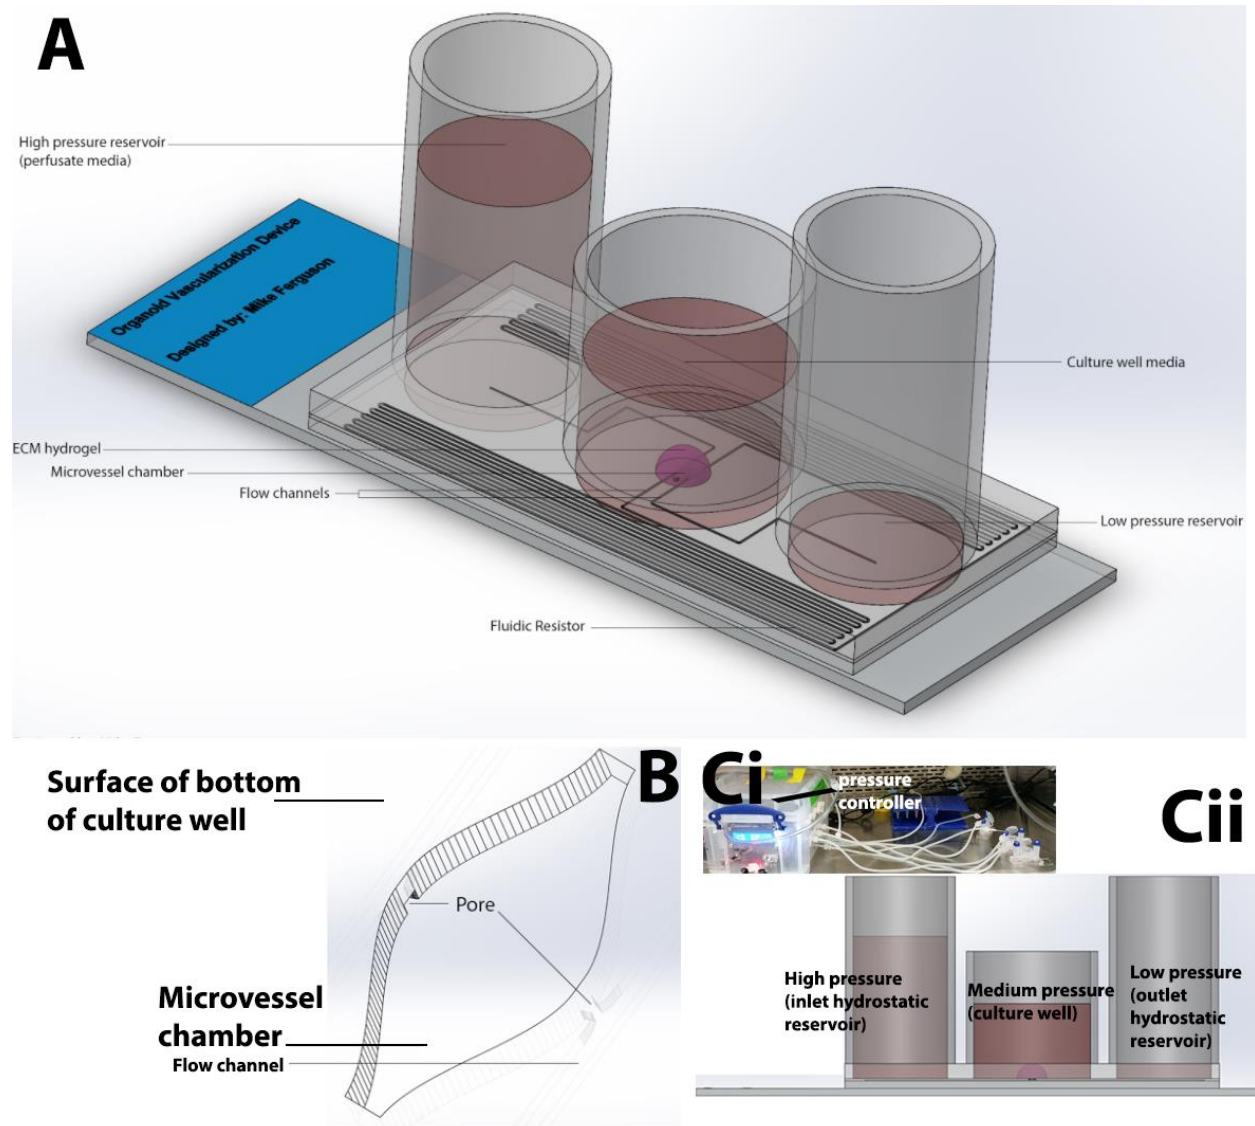 A
High pressure reservoir
(perfusate media)
Organoid Vascularization Device
Designed by: Mike Ferguson
Culture well media
ECM hydrogel
Microvessel chamber
Flow channels
Low pressure reservoir
Fluidic Resistor
B
Surface of bottom
of culture well
Pore
Microvessel
chamber
Flow channel
Ci
pressure
controller
Cii
High pressure
(inlet hydrostatic
reservoir)
Medium pressure
(culture well)
Low pressure
(outlet
hydrostatic
reservoir)